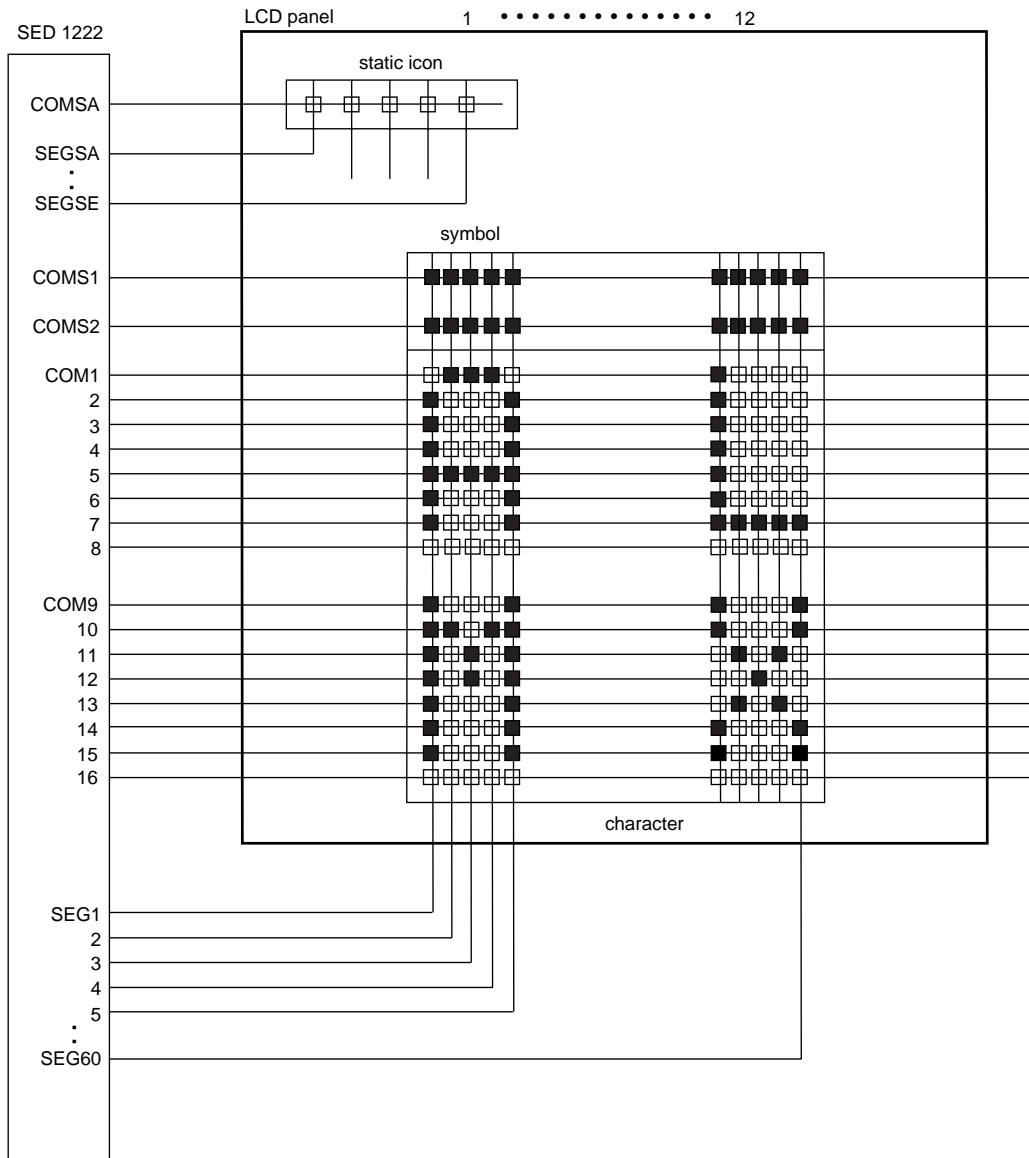 LCD panel 1 • • • • • • • • • • • • • • 12
SED 1222
static icon
COMSA
SEGSA
:
SEGSE
symbol
COMS1
COMS2
COM1
2
3
4
5
6
7
8
COM9
10
11
12
13
14
15
16
character
SEG1
2
3
4
5
:
SEG60